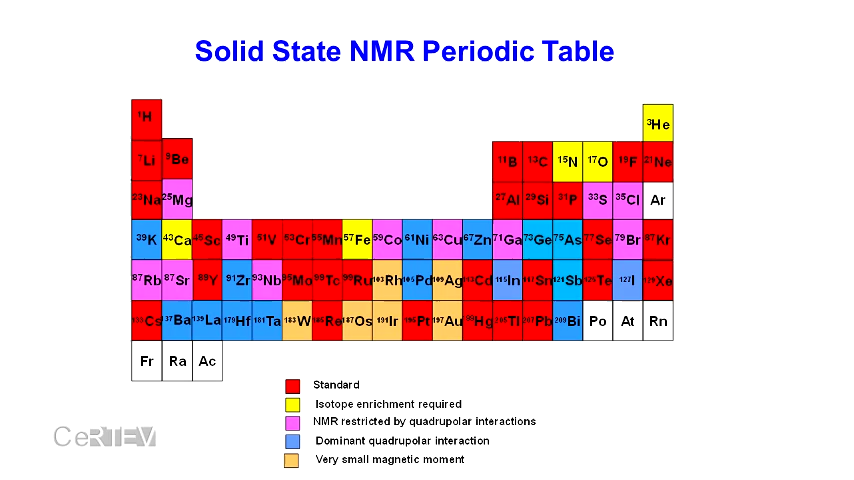 Solid State NMR Periodic Table
¹H ³He
⁷Li ⁹Be ¹¹B ¹³C ¹⁵N ¹⁷O ¹⁹F ²¹Ne
²³Na ²⁵Mg ²⁷Al ²⁹Si ³¹P ³³S ³⁵Cl Ar
³⁹K ⁴³Ca ⁴⁵Sc ⁴⁹Ti ⁵¹V ⁵³Cr ⁵⁵Mn ⁵⁷Fe ⁵⁹Co ⁶¹Ni ⁶³Cu ⁶⁷Zn ⁷¹Ga ⁷³Ge ⁷⁵As ⁷⁷Se ⁷⁹Br ⁸⁷Kr
⁸⁷Rb ⁸⁷Sr ⁸⁹Y ⁹¹Zr ⁹³Nb ⁹⁵Mo ⁹⁹Tc ⁹⁹Ru ¹⁰³Rh ¹⁰⁵Pd ¹⁰⁹Ag ¹¹³Cd ¹¹⁵In Sn ¹²¹Sb ¹²⁵Te ¹²⁷I ¹²⁹Xe
¹³³Cs ¹³⁷Ba ¹³⁹La ¹⁷⁹Hf ¹⁸¹Ta ¹⁸³W ¹⁸⁵Re ¹⁸⁷Os ¹⁹¹Ir ¹⁹⁵Pt ¹⁹⁷Au ¹⁹⁹Hg ²⁰⁵Tl ²⁰⁷Pb ²⁰⁹Bi Po At Rn
Fr Ra Ac
Standard
Isotope enrichment required
NMR restricted by quadrupolar interactions
Dominant quadrupolar interaction
Very small magnetic moment
CeRTEV